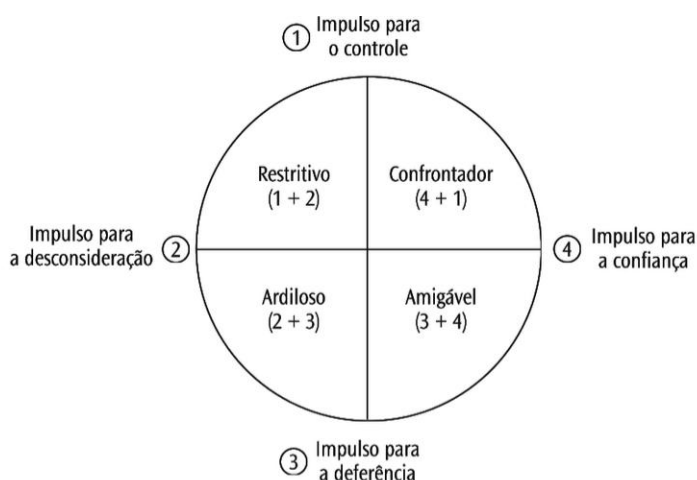 1 Impulso para
o controle
Restritivo
(1 + 2)
Confrontador
(4 + 1)
Impulso para
a desconsideração 2
4 Impulso para
a confiança
Ardiloso
(2 + 3)
Amigável
(3 + 4)
3 Impulso para
a deferência